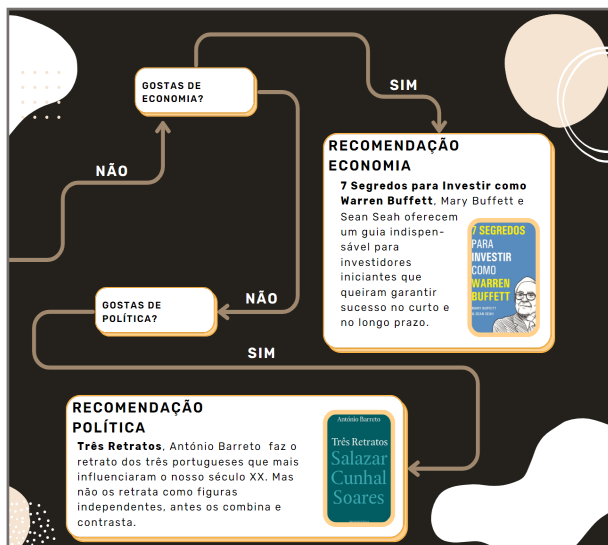 GOSTAS DE
ECONOMIA?
SIM
NÃO
RECOMENDAÇÃO
ECONOMIA
7 Segredos para Investir como
Warren Buffett, Mary Buffett e
Sean Seah oferecem
um guia indispen-
sável para
investidores
iniciantes que
queiram garantir
sucesso no curto e
no longo prazo.
7 SEGREDOS
PARA
INVESTIR
COMO
WARREN
BUFFETT
MARY BUFFETT
& SEAN SEAH
GOSTAS DE
POLÍTICA?
NÃO
SIM
RECOMENDAÇÃO
POLÍTICA
Três Retratos, António Barreto faz o
retrato dos três portugueses que mais
influenciaram o nosso século XX. Mas
não os retrata como figuras
independentes, antes os combina e
contrasta.
António Barreto
Três Retratos
Salazar
Cunhal
Soares